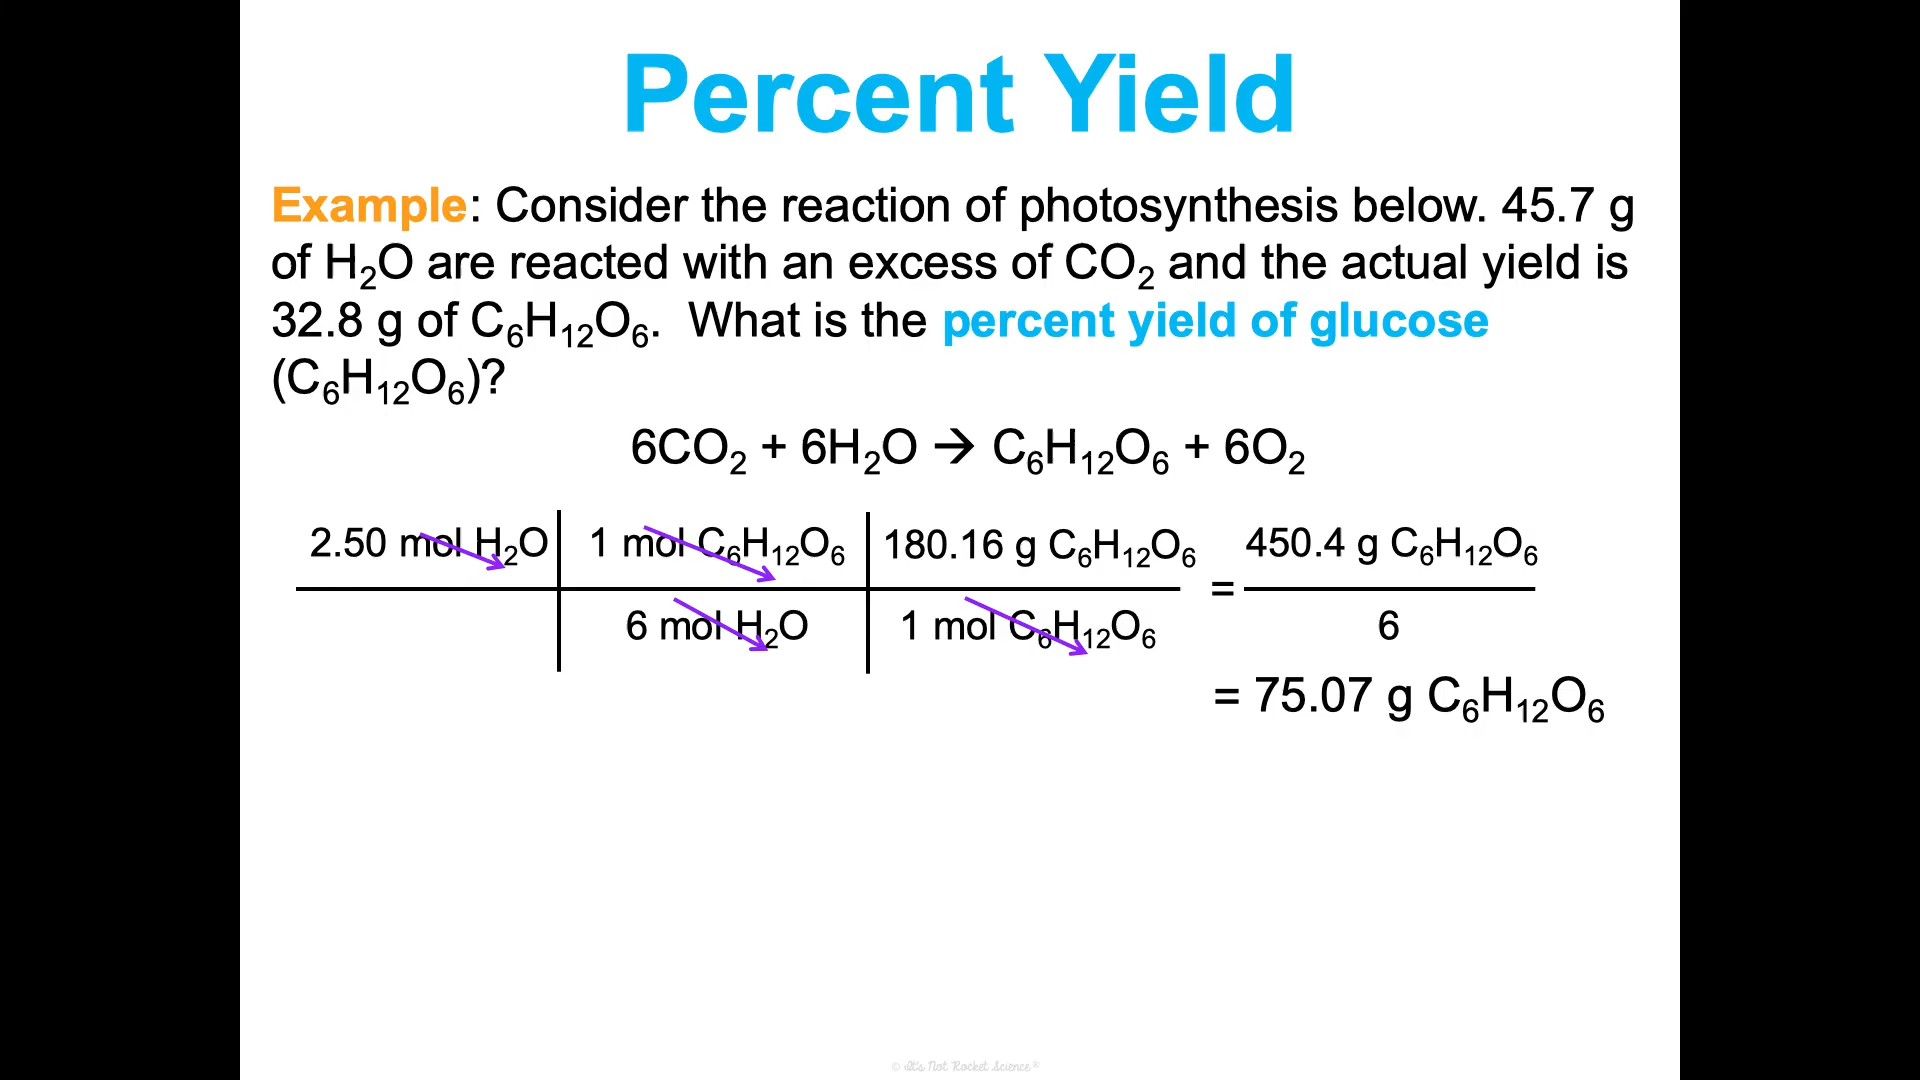 Percent Yield
Example: Consider the reaction of photosynthesis below. 45.7 g
of H₂O are reacted with an excess of CO₂ and the actual yield is
32.8 g of C₆H₁₂O₆. What is the percent yield of glucose
(C₆H₁₂O₆)?
6CO₂ + 6H₂O → C₆H₁₂O₆ + 6O₂
2.50 mol H₂O 1 mol C₆H₁₂O₆ 180.16 g C₆H₁₂O₆ = 450.4 g C₆H₁₂O₆
6 mol H₂O 1 mol C₆H₁₂O₆ 6
= 75.07 g C₆H₁₂O₆
© It's Not Rocket Science®